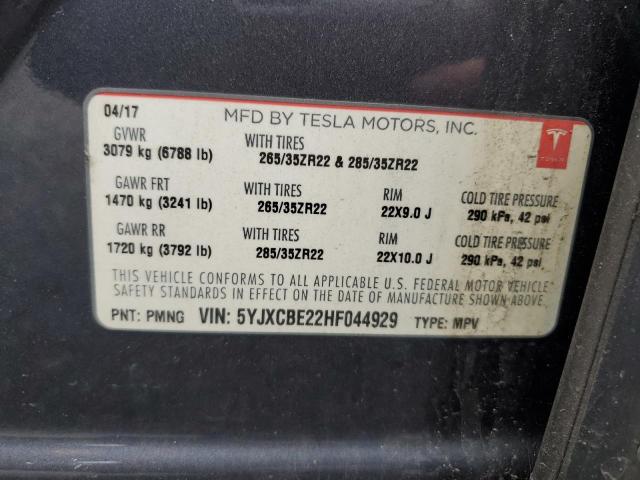 04/17 MFD BY TESLA MOTORS, INC.
GVWR WITH TIRES
3079 kg (6788 lb) 265/35ZR22 & 285/35ZR22
TESLA
GAWR FRT WITH TIRES RIM COLD TIRE PRESSURE
1470 kg (3241 lb) 265/35ZR22 22X9.0 J 290 kPa, 42 psi
GAWR RR WITH TIRES RIM COLD TIRE PRESSURE
1720 kg (3792 lb) 285/35ZR22 22X10.0 J 290 kPa, 42 psi
THIS VEHICLE CONFORMS TO ALL APPLICABLE U.S. FEDERAL MOTOR VEHICLE
SAFETY STANDARDS IN EFFECT ON THE DATE OF MANUFACTURE SHOWN ABOVE.
PNT: PMNG VIN: 5YJXCBE22HF044929 TYPE: MPV